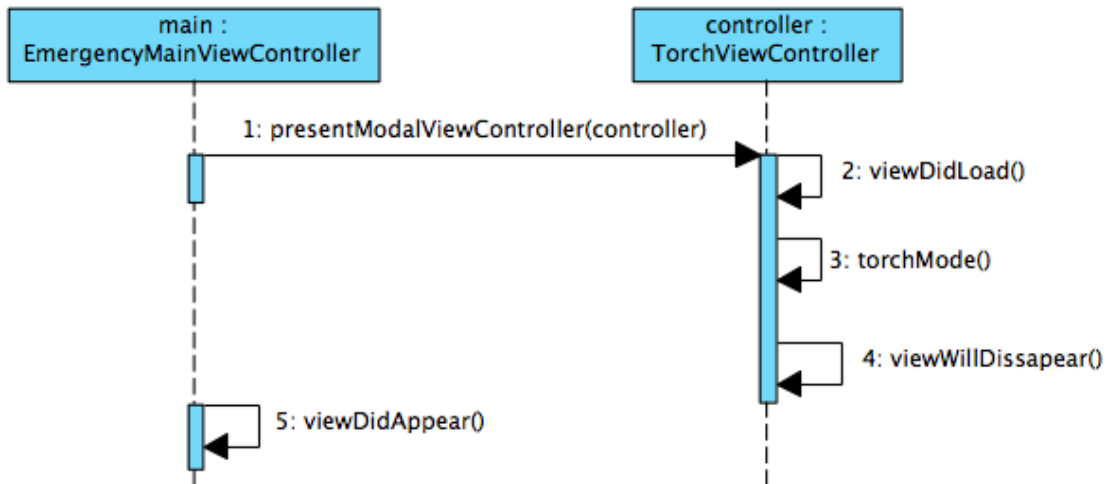 main :
EmergencyMainViewController
controller :
TorchViewController
1: presentModalViewController(controller)
2: viewDidLoad()
3: torchMode()
4: viewWillDissapear()
5: viewDidAppear()